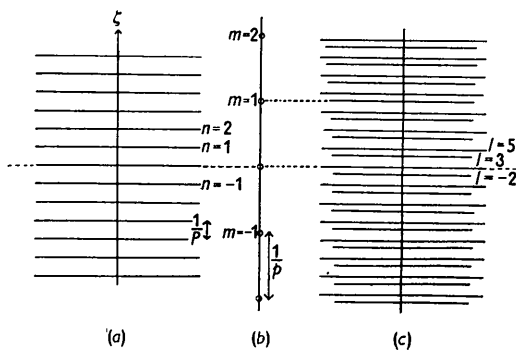 ζ
m=2
m=1
n=2
n=1
l=5
l=3
l=-2
n=-1
1/P
m=-1
1/p
(a)
(b)
(c)